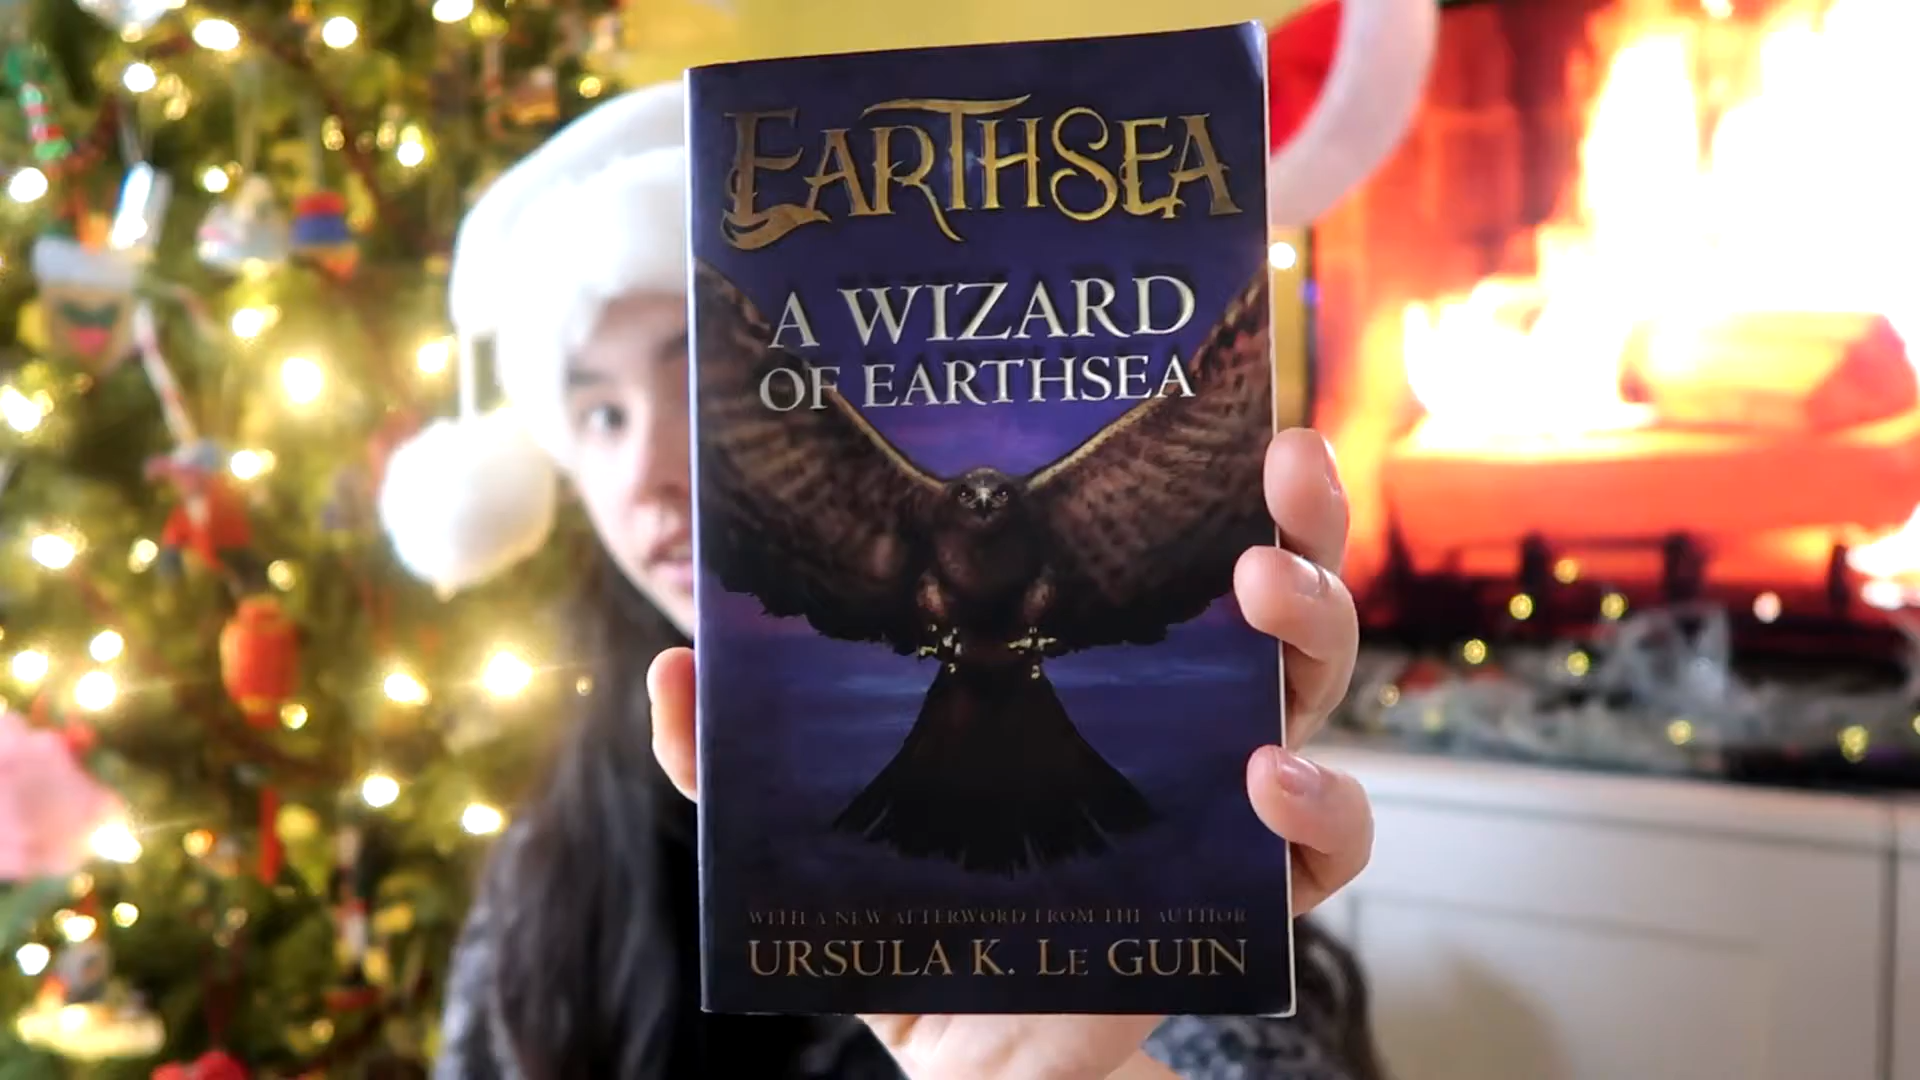 EARTHSEA
A WIZARD
OF EARTHSEA
WITH A NEW AFTERWORD FROM THE AUTHOR
URSULA K. LE GUIN